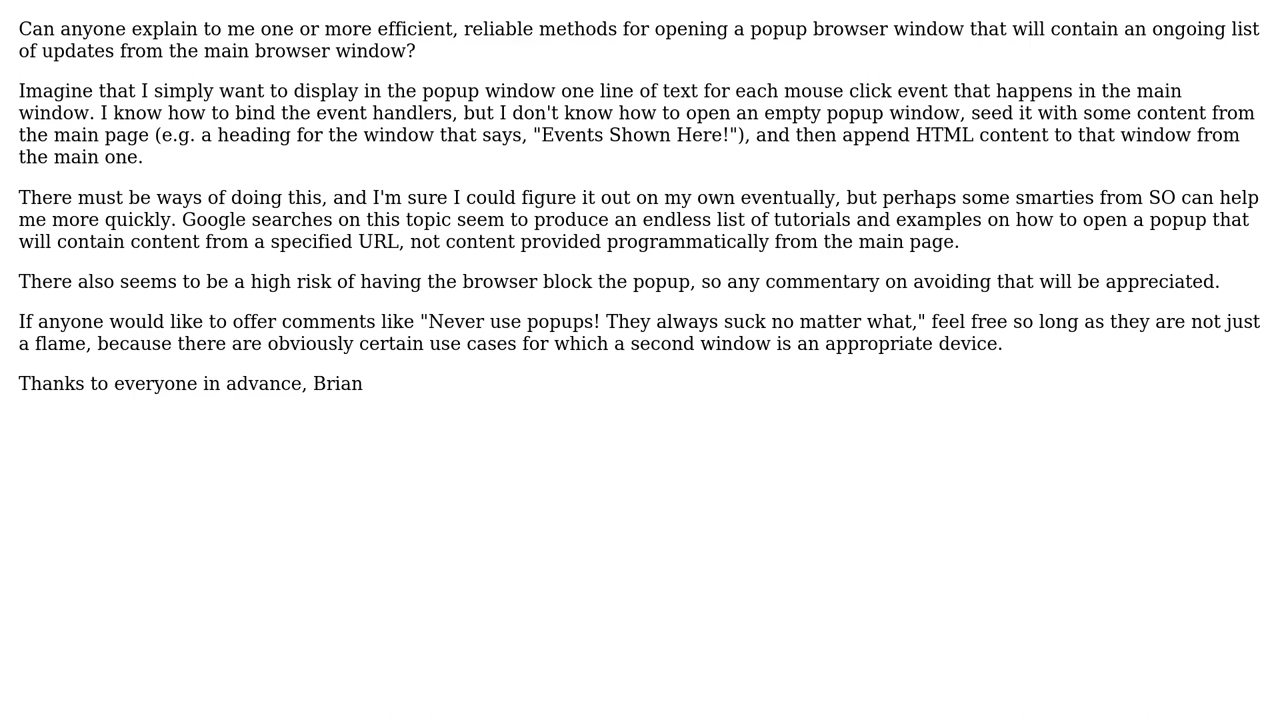 Can anyone explain to me one or more efficient, reliable methods for opening a popup browser window that will contain an ongoing list
of updates from the main browser window?
Imagine that I simply want to display in the popup window one line of text for each mouse click event that happens in the main
window. I know how to bind the event handlers, but I don't know how to open an empty popup window, seed it with some content from
the main page (e.g. a heading for the window that says, "Events Shown Here!"), and then append HTML content to that window from
the main one.
There must be ways of doing this, and I'm sure I could figure it out on my own eventually, but perhaps some smarties from SO can help
me more quickly. Google searches on this topic seem to produce an endless list of tutorials and examples on how to open a popup that
will contain content from a specified URL, not content provided programmatically from the main page.
There also seems to be a high risk of having the browser block the popup, so any commentary on avoiding that will be appreciated.
If anyone would like to offer comments like "Never use popups! They always suck no matter what," feel free so long as they are not just
a flame, because there are obviously certain use cases for which a second window is an appropriate device.
Thanks to everyone in advance, Brian